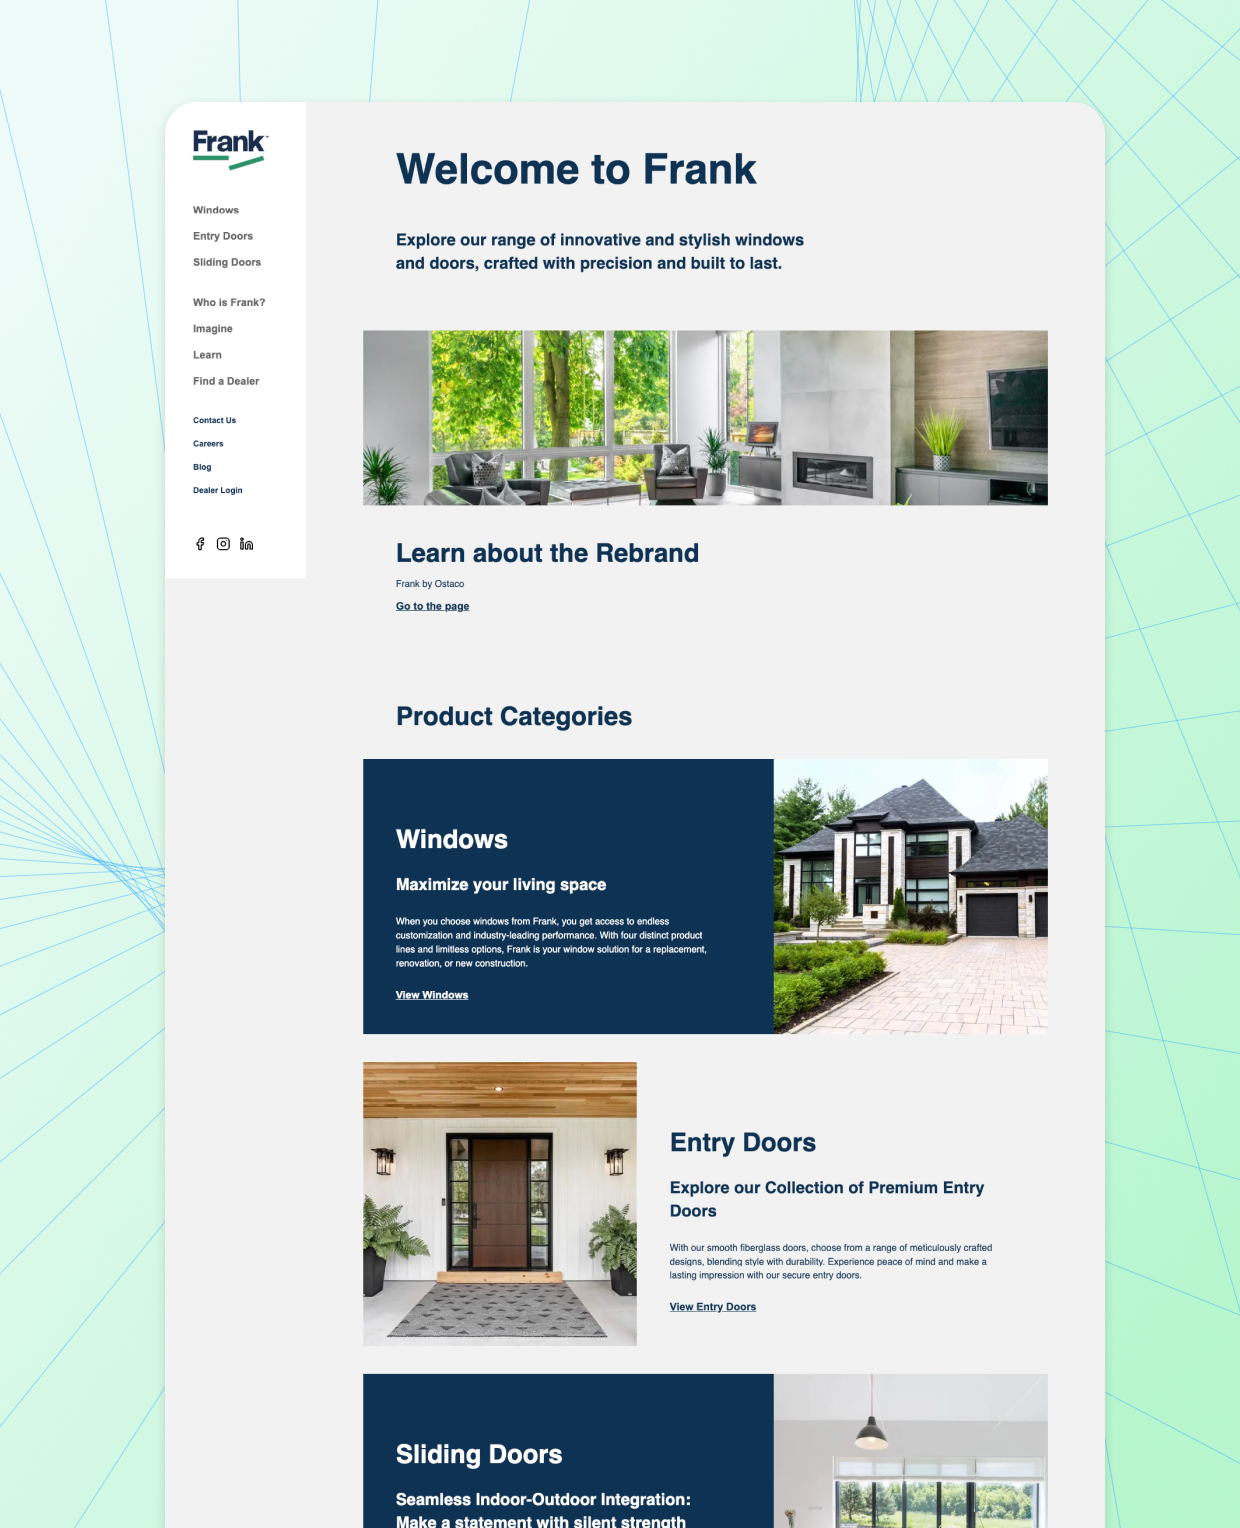 Frank™
Windows
Entry Doors
Sliding Doors
Who is Frank?
Imagine
Learn
Find a Dealer
Contact Us
Careers
Blog
Dealer Login
Welcome to Frank
Explore our range of innovative and stylish windows
and doors, crafted with precision and built to last.
Learn about the Rebrand
Frank by Ostaco
Go to the page
Product Categories
Windows
Maximize your living space
When you choose windows from Frank, you get access to endless
customization and industry-leading performance. With four distinct product
lines and limitless options, Frank is your window solution for a replacement,
renovation, or new construction.
View Windows
Entry Doors
Explore our Collection of Premium Entry
Doors
With our smooth fiberglass doors, choose from a range of meticulously crafted
designs, blending style with durability. Experience peace of mind and make a
lasting impression with our secure entry doors.
View Entry Doors
Sliding Doors
Seamless Indoor-Outdoor Integration:
Make a statement with silent strength